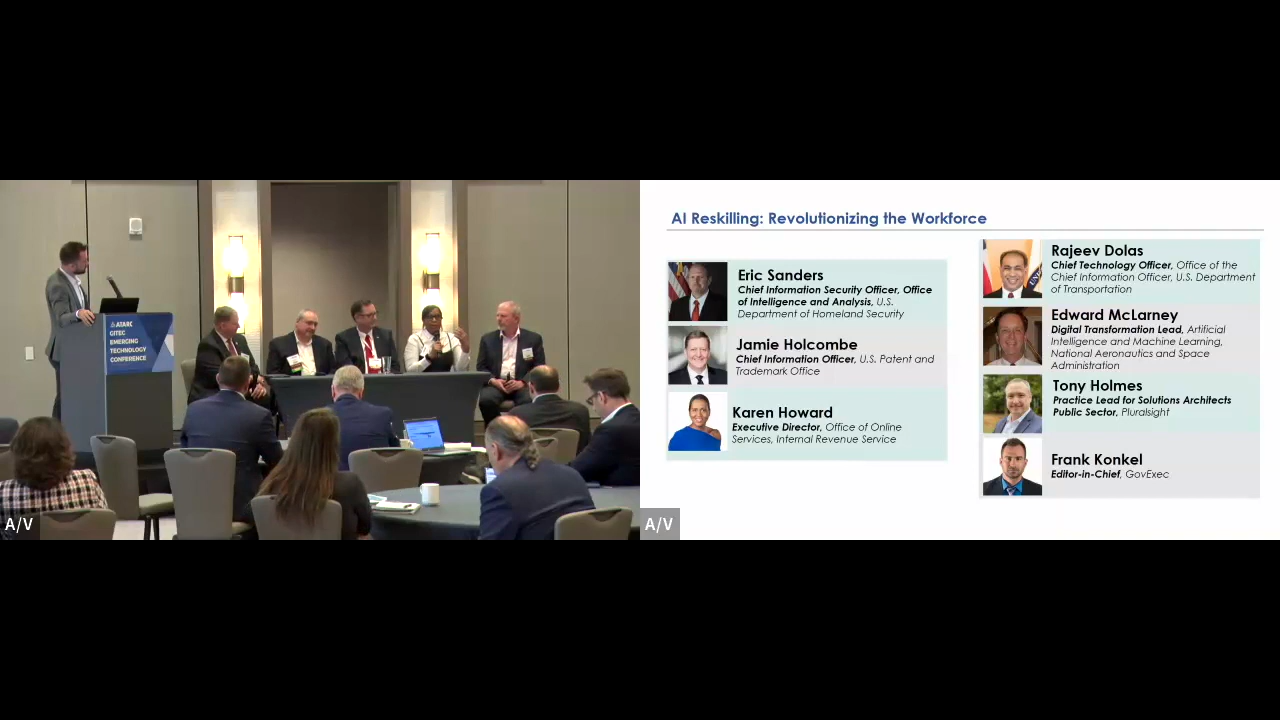 ATARC
GITEC
EMERGING
TECHNOLOGY
CONFERENCE
A/V
AI Reskilling: Revolutionizing the Workforce
Eric Sanders
Chief Information Security Officer, Office
of Intelligence and Analysis, U.S.
Department of Homeland Security
Jamie Holcombe
Chief Information Officer, U.S. Patent and
Trademark Office
Karen Howard
Executive Director, Office of Online
Services, Internal Revenue Service
Rajeev Dolas
Chief Technology Officer, Office of the
Chief Information Officer, U.S. Department
of Transportation
Edward McLarney
Digital Transformation Lead, Artificial
Intelligence and Machine Learning,
National Aeronautics and Space
Administration
Tony Holmes
Practice Lead for Solutions Architects
Public Sector, Pluralsight
Frank Konkel
Editor-in-Chief, GovExec
A/V